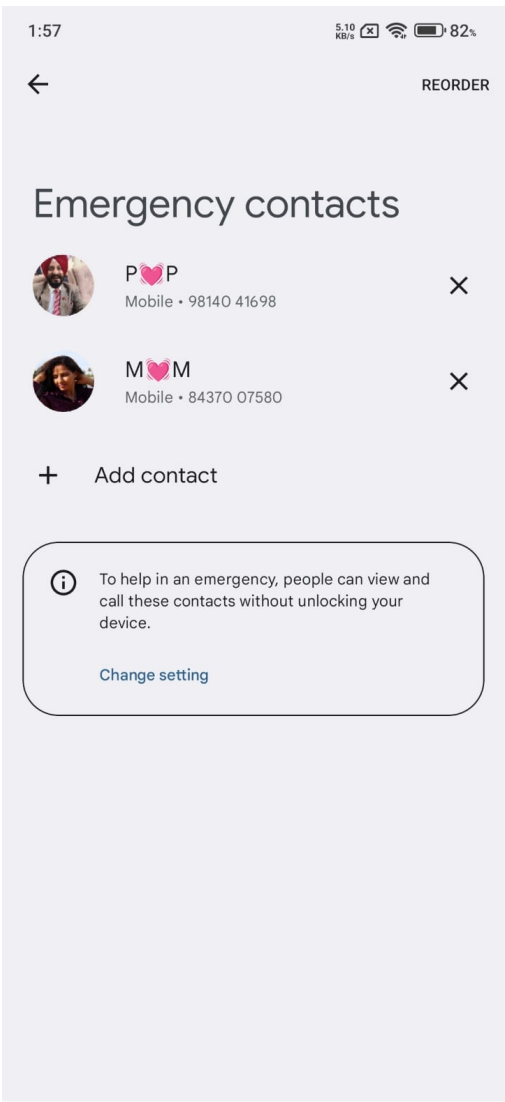 1:57
5.10 KB/s 82%
REORDER
Emergency contacts
P💓P
Mobile • 98140 41698
M💓M
Mobile • 84370 07580
+ Add contact
To help in an emergency, people can view and
call these contacts without unlocking your
device.
Change setting